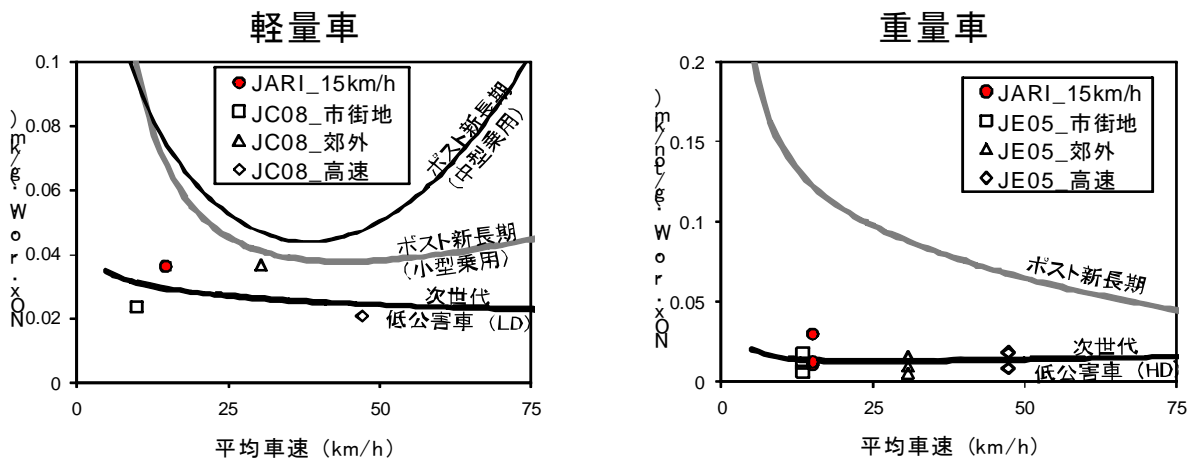 軽量車
NOx. Wor. g/km
0.1
0.08
0.06
0.04
0.02
0
JARI_15km/h
JC08_市街地
JC08_郊外
JC08_高速
ポスト新長期
(中型乗用)
ポスト新長期
(小型乗用)
次世代
低公害車 (LD)
0 25 50 75
平均車速 (km/h)
重量車
0.2
0.15
0.1
0.05
0
JARI_15km/h
JE05_市街地
JE05_郊外
JE05_高速
ポスト新長期
次世代
低公害車 (HD)
0 25 50 75
平均車速 (km/h)